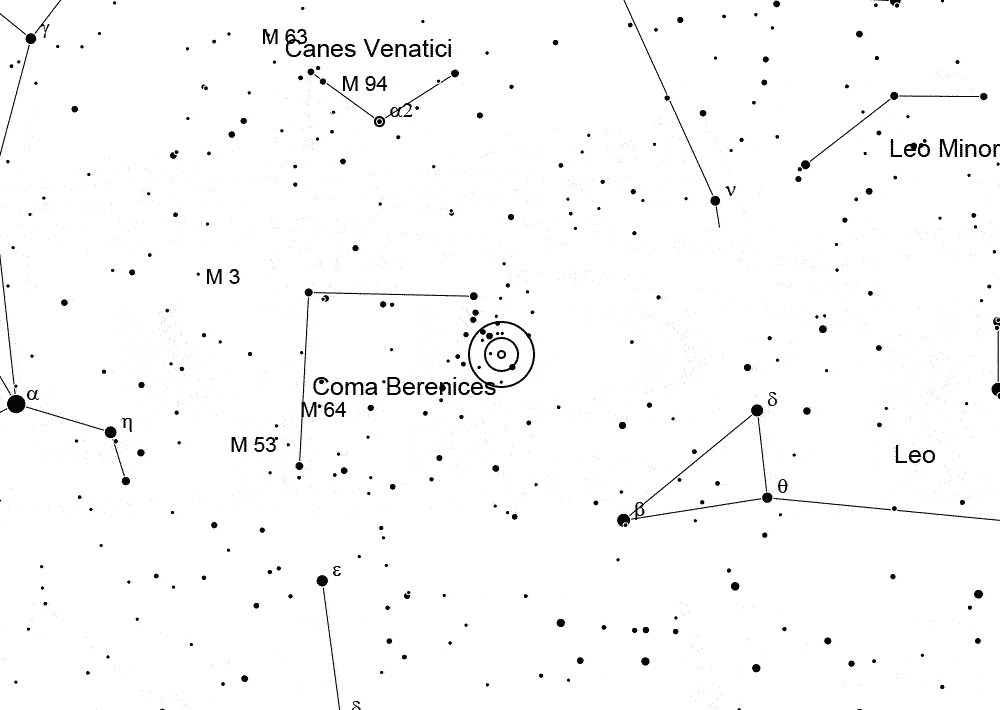 γ
M 63
Canes Venatici
M 94
α2
Leo Minor
ν
M 3
α
Coma Berenices
M 64
δ
η
M 53
Leo
θ
β
ε
δ